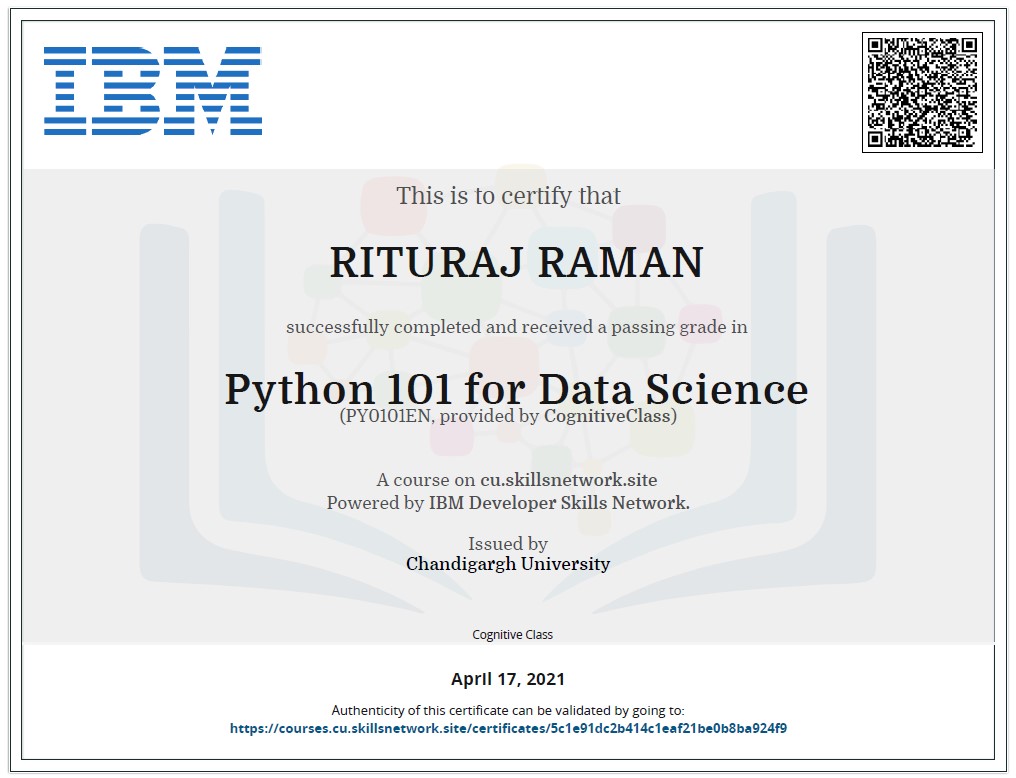 IBM
This is to certify that
RITURAJ RAMAN
successfully completed and received a passing grade in
Python 101 for Data Science
(PY0101EN, provided by CognitiveClass)
A course on cu.skillsnetwork.site
Powered by IBM Developer Skills Network.
Issued by
Chandigargh University
Cognitive Class
April 17, 2021
Authenticity of this certificate can be validated by going to:
https://courses.cu.skillsnetwork.site/certificates/5c1e91dc2b414c1eaf21be0b8ba924f9